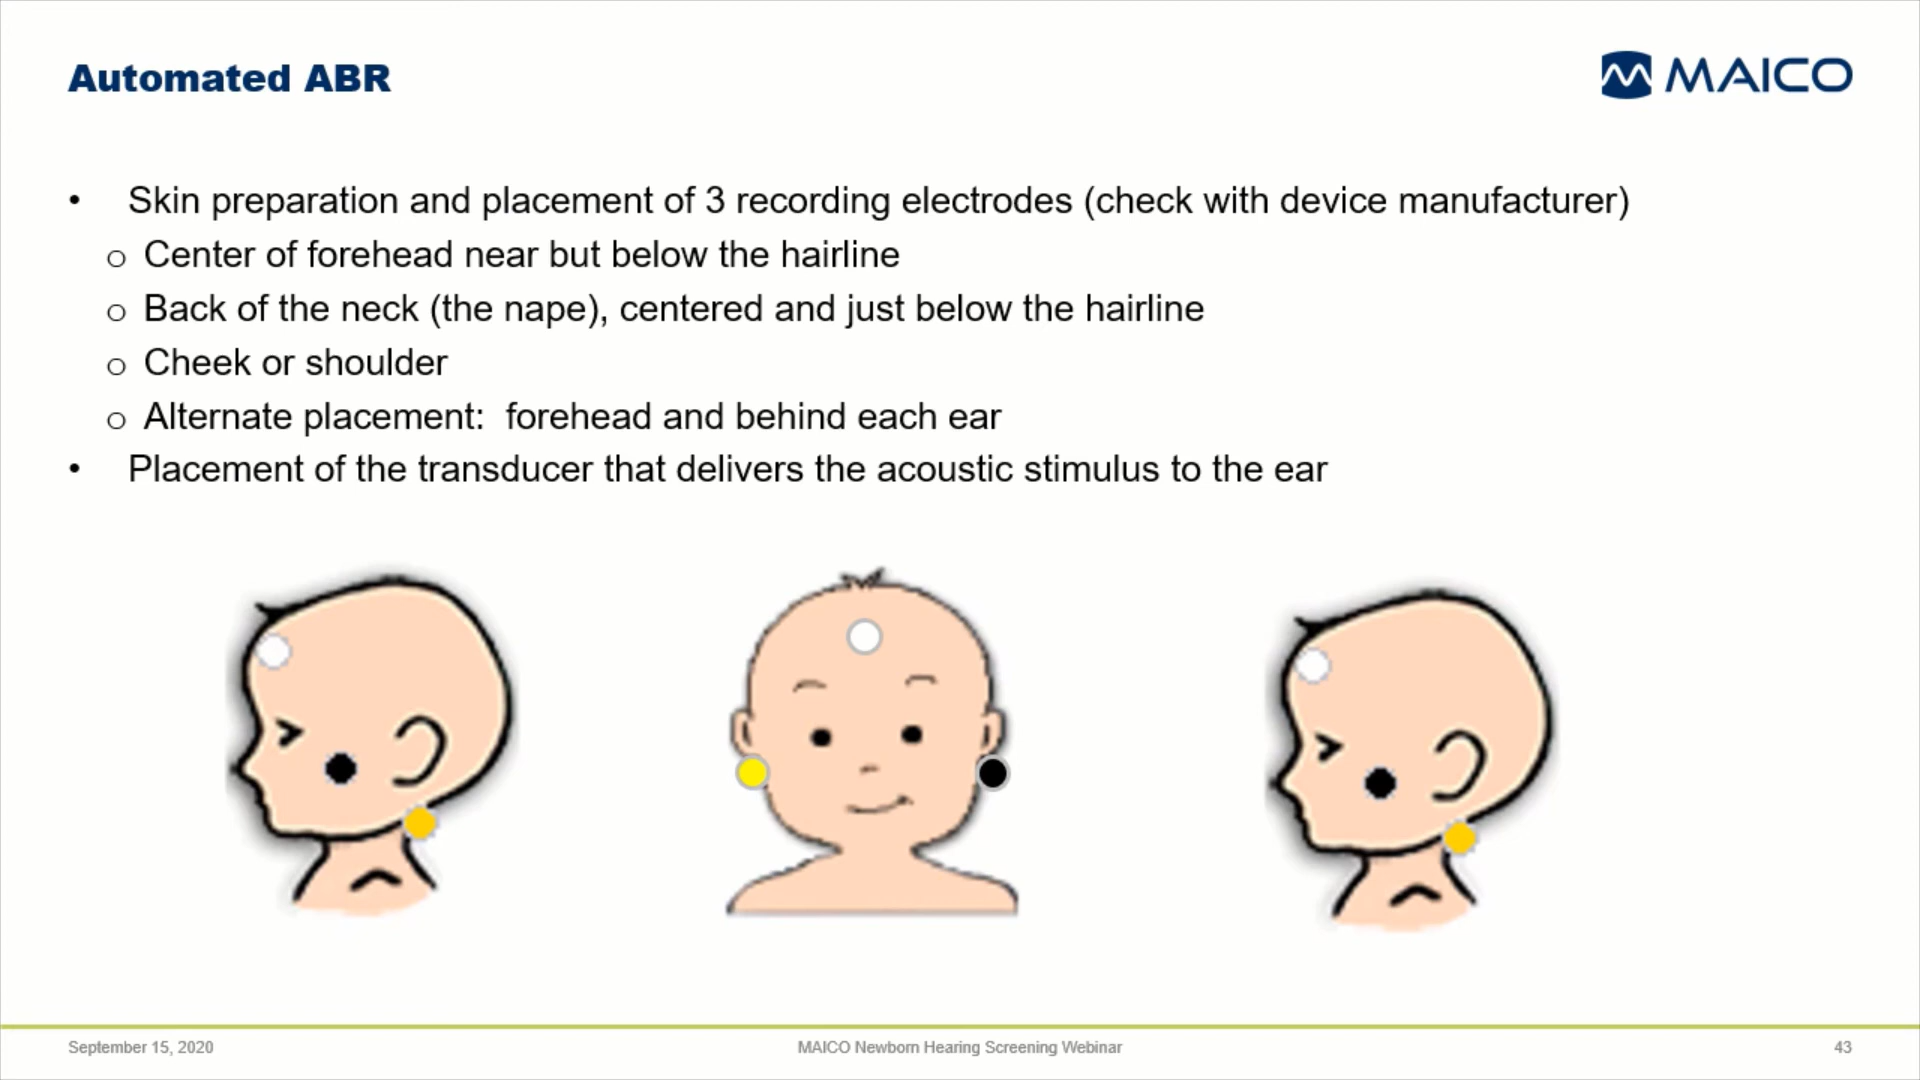 Automated ABR
MAICO
• Skin preparation and placement of 3 recording electrodes (check with device manufacturer)
o Center of forehead near but below the hairline
o Back of the neck (the nape), centered and just below the hairline
o Cheek or shoulder
o Alternate placement:  forehead and behind each ear
• Placement of the transducer that delivers the acoustic stimulus to the ear
September 15, 2020
MAICO Newborn Hearing Screening Webinar
43